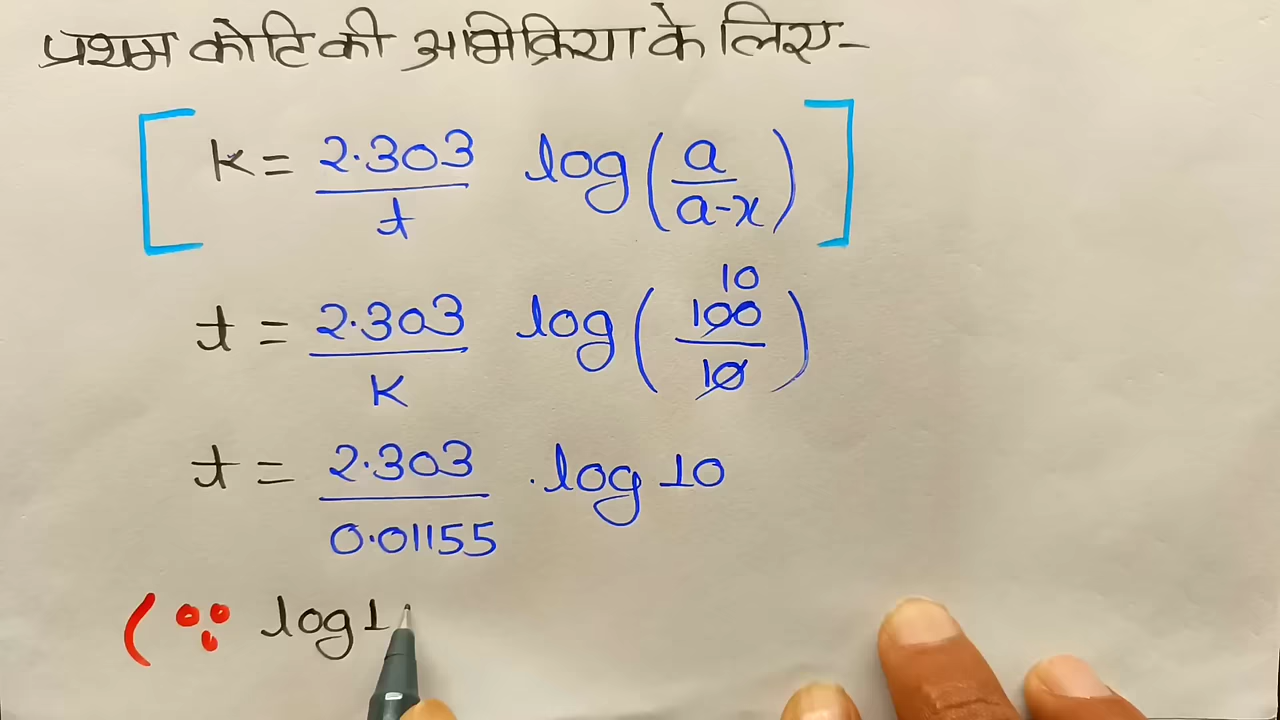 प्रथम कोटि की अभिक्रिया के लिए-
[ K = 2.303/t log(a/a-x) ]
t = 2.303/K log(100/10) 10
t = 2.303/0.01155 . log 10
(∵ log 1